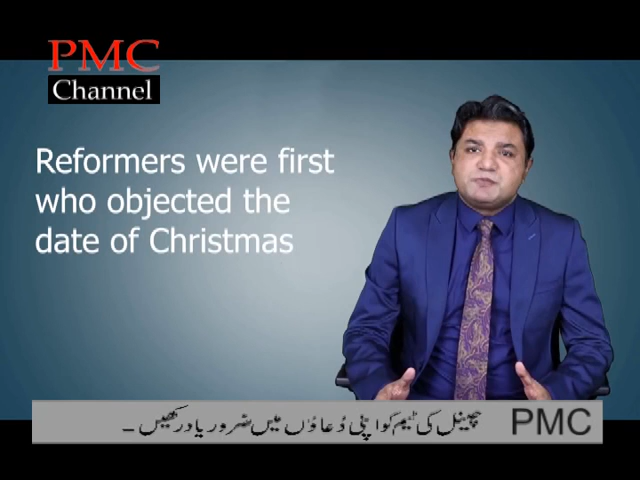 PMC
Channel
Reformers were first
who objected the
date of Christmas
چینل کی ٹیم کو اپنی دُعاؤں میں ضرور یاد رکھیں ۔
PMC